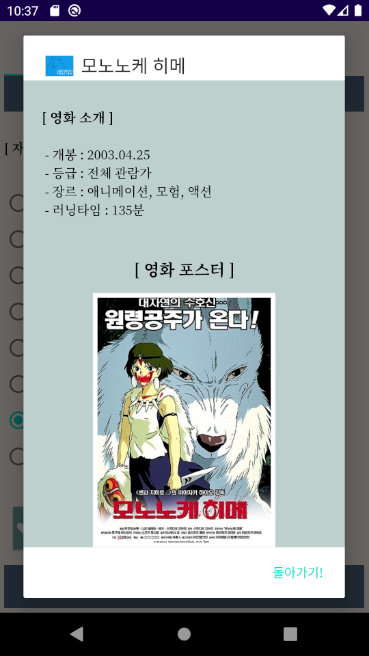 10:37
모노노케 히메
[ 영화 소개 ]
[ 자
- 개봉 : 2003.04.25
- 등급 : 전체 관람가
- 장르 : 애니메이션, 모험, 액션
- 러닝타임 : 135분
[ 영화 포스터 ]
대자연의 수호신…
원령공주가 온다!
모노노케 히메
돌아가기!